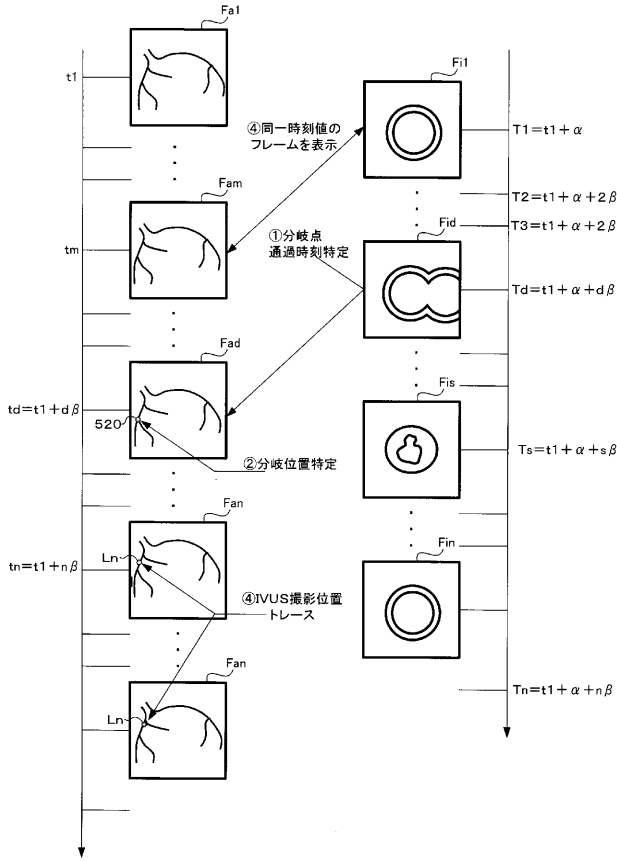 Fa1
t1
Fi1
④同一時刻値の
フレームを表示
T1=t1+α
T2=t1+α+2β
T3=t1+α+2β
Fam
tm
①分岐点
通過時刻特定
Fid
Td=t1+α+dβ
Fad
td=t1+dβ
520
②分岐位置特定
Fis
Ts=t1+α+sβ
Fan
Ln
tn=t1+nβ
④IVUS撮影位置
トレース
Fin
Fan
Ln
Tn=t1+α+nβ